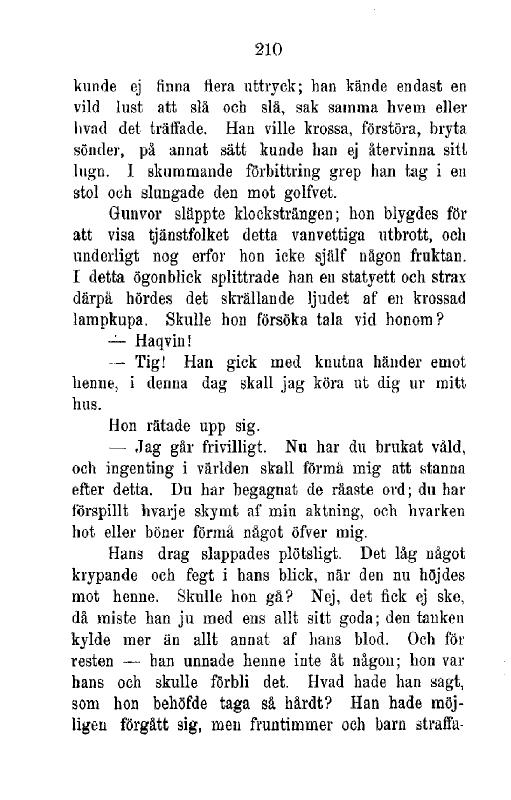 210
kunde ej finna flera uttryck; han kände endast en
vild lust att slå och slå, sak samma hvem eller
hvad det träffade. Han ville krossa, förstöra, bryta
sönder, på annat sätt kunde han ej återvinna sitt
lugn. I skummande förbittring grep han tag i en
stol och slungade den mot golfvet.
Gunvor släppte klocksträngen; hon blygdes för
att visa tjänstfolket detta vanvettiga utbrott, och
underligt nog erfor hon icke själf någon fruktan.
I detta ögonblick splittrade han en statyett och strax
därpå hördes det skrällande ljudet af en krossad
lampkupa. Skulle hon försöka tala vid honom?
— Haqvin!
— Tig! Han gick med knutna händer emot
henne, i denna dag skall jag köra ut dig ur mitt
hus.
Hon rätade upp sig.
— Jag går frivilligt. Nu har du brukat våld,
och ingenting i världen skall förmå mig att stanna
efter detta. Du har begagnat de råaste ord; du har
förspillt hvarje skymt af min aktning, och hvarken
hot eller böner förmå något öfver mig.
Hans drag slappades plötsligt. Det låg något
krypande och fegt i hans blick, när den nu höjdes
mot henne. Skulle hon gå? Nej, det fick ej ske,
då miste han ju med ens allt sitt goda; den tanken
kylde mer än allt annat af hans blod. Och för
resten — han unnade henne inte åt någon; hon var
hans och skulle förbli det. Hvad hade han sagt,
som hon behöfde taga så hårdt? Han hade möj-
ligen förgått sig, men fruntimmer och barn straffa-